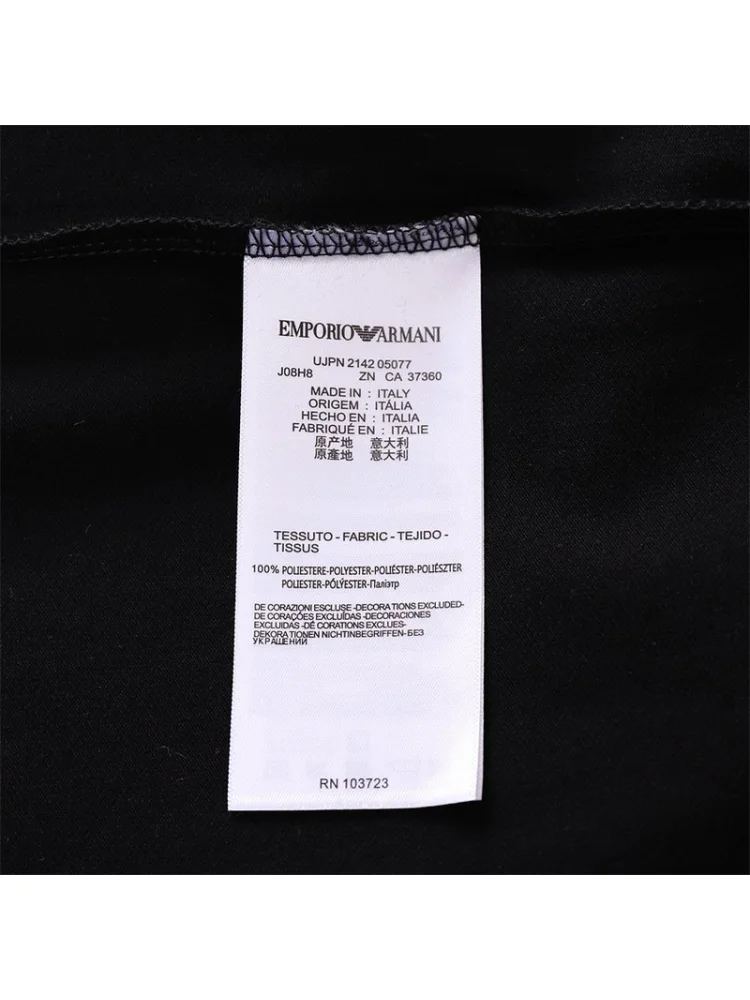 EMPORIO ARMANI
UJPN 2142 05077
J08H8 ZN CA 37360
MADE IN : ITALY
ORIGEM : ITÁLIA
HECHO EN : ITALIA
FABRIQUÉ EN : ITALIE
原产地 意大利
原產地 意大利
TESSUTO - FABRIC - TEJIDO -
TISSUS
100% POLIESTERE-POLYESTER-POLIÉSTER-POLIÉSZTER
POLIESTER-PÓLÝESTER-Паліэтр
DE CORAZIONI ESCLUSE -DECORATIONS EXCLUDED-
DE CORAÇÕES EXCLUÍDAS -DECORACIONES
EXCLUIDAS -DÉ CORATIONS EXCLUES-
DEKORATIONEN NICHTINBEGRIFFEN-БЕЗ
УКРАШЕНИЙ
RN 103723